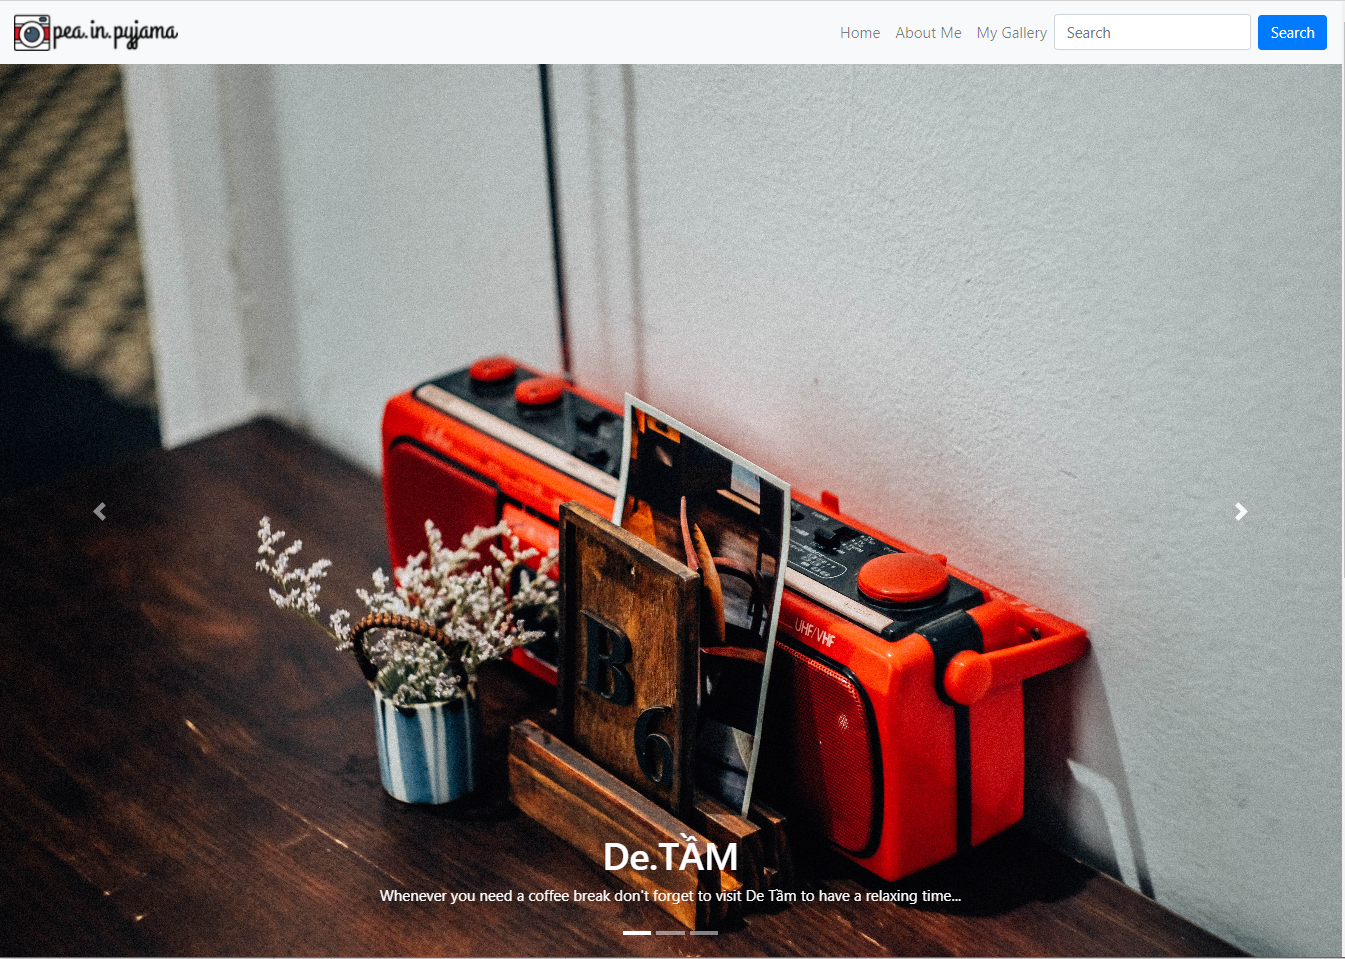 pea.in.pyjama
Home About Me My Gallery Search Search
UHF/VHF
B
6
De.TẦM
Whenever you need a coffee break don't forget to visit De Tầm to have a relaxing time...